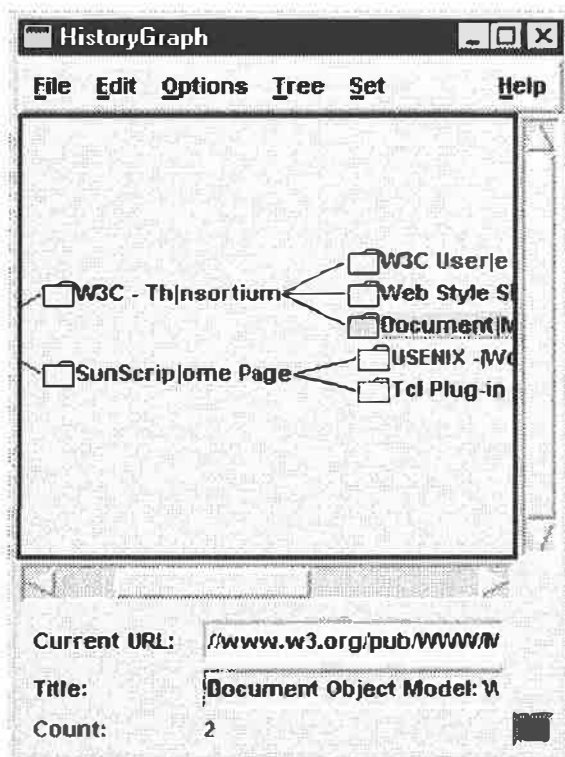 HistoryGraph
File Edit Options Tree Set Help
W3C User|e
W3C - Th|nsortium
Web Style S
Document|M
USENIX -|Wo
SunScrip|ome Page
Tcl Plug-in
Current URL: //www.w3.org/pub/WWW/M
Title: Document Object Model: W
Count: 2